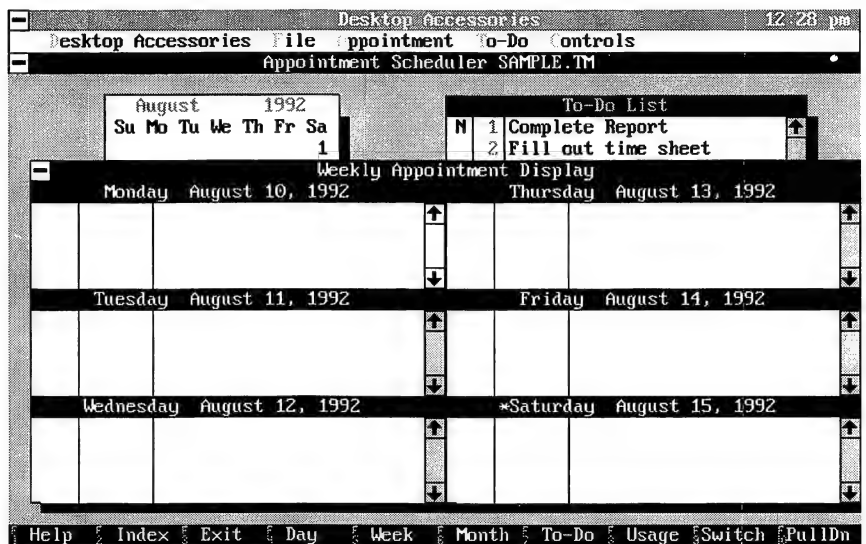 Desktop Accessories 12:28 pm
Desktop Accessories File Appointment To-Do Controls
Appointment Scheduler SAMPLE.TM
August 1992
Su Mo Tu We Th Fr Sa
1
To-Do List
N 1 Complete Report
2 Fill out time sheet
Weekly Appointment Display
Monday August 10, 1992
Thursday August 13, 1992
Tuesday August 11, 1992
Friday August 14, 1992
Wednesday August 12, 1992
*Saturday August 15, 1992
Help Index Exit Day Week Month To-Do Usage Switch PullDn